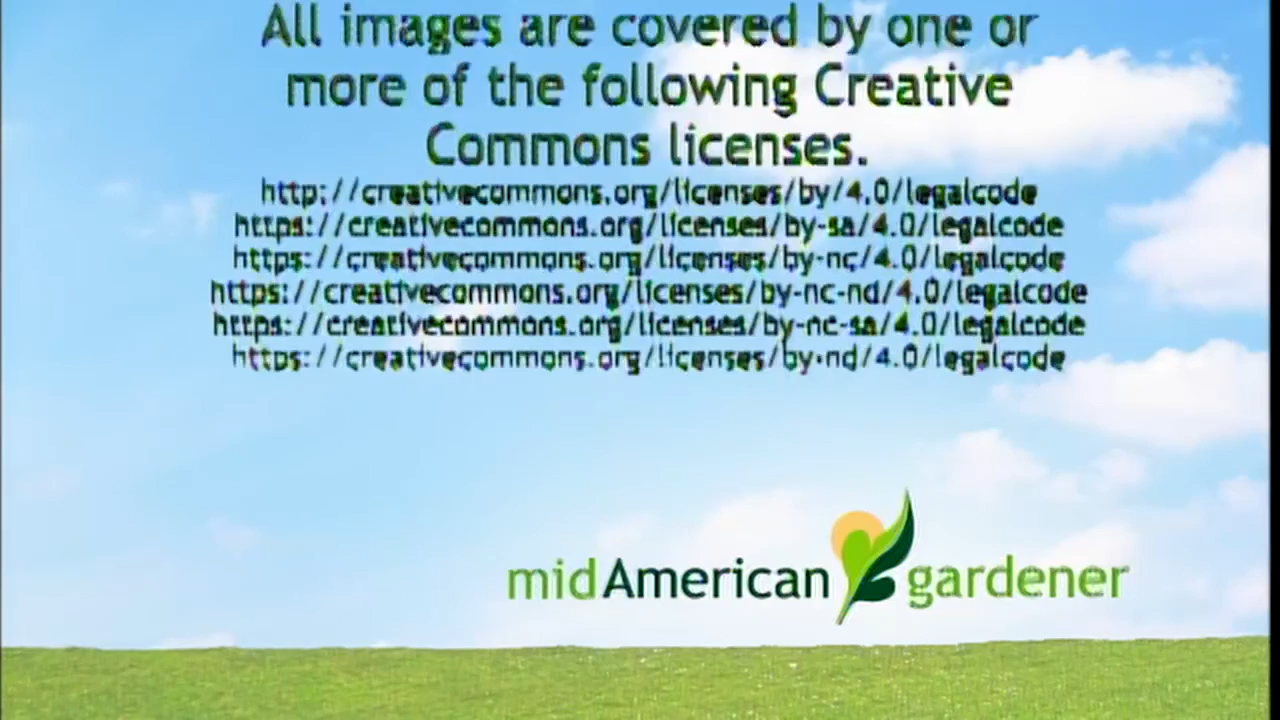 All images are covered by one or
more of the following Creative
Commons licenses.
http://creativecommons.org/licenses/by/4.0/legalcode
https://creativecommons.org/licenses/by-sa/4.0/legalcode
https://creativecommons.org/licenses/by-nc/4.0/legalcode
https://creativecommons.org/licenses/by-nc-nd/4.0/legalcode
https://creativecommons.org/licenses/by-nc-sa/4.0/legalcode
https://creativecommons.org/licenses/by-nd/4.0/legalcode
midAmerican gardener